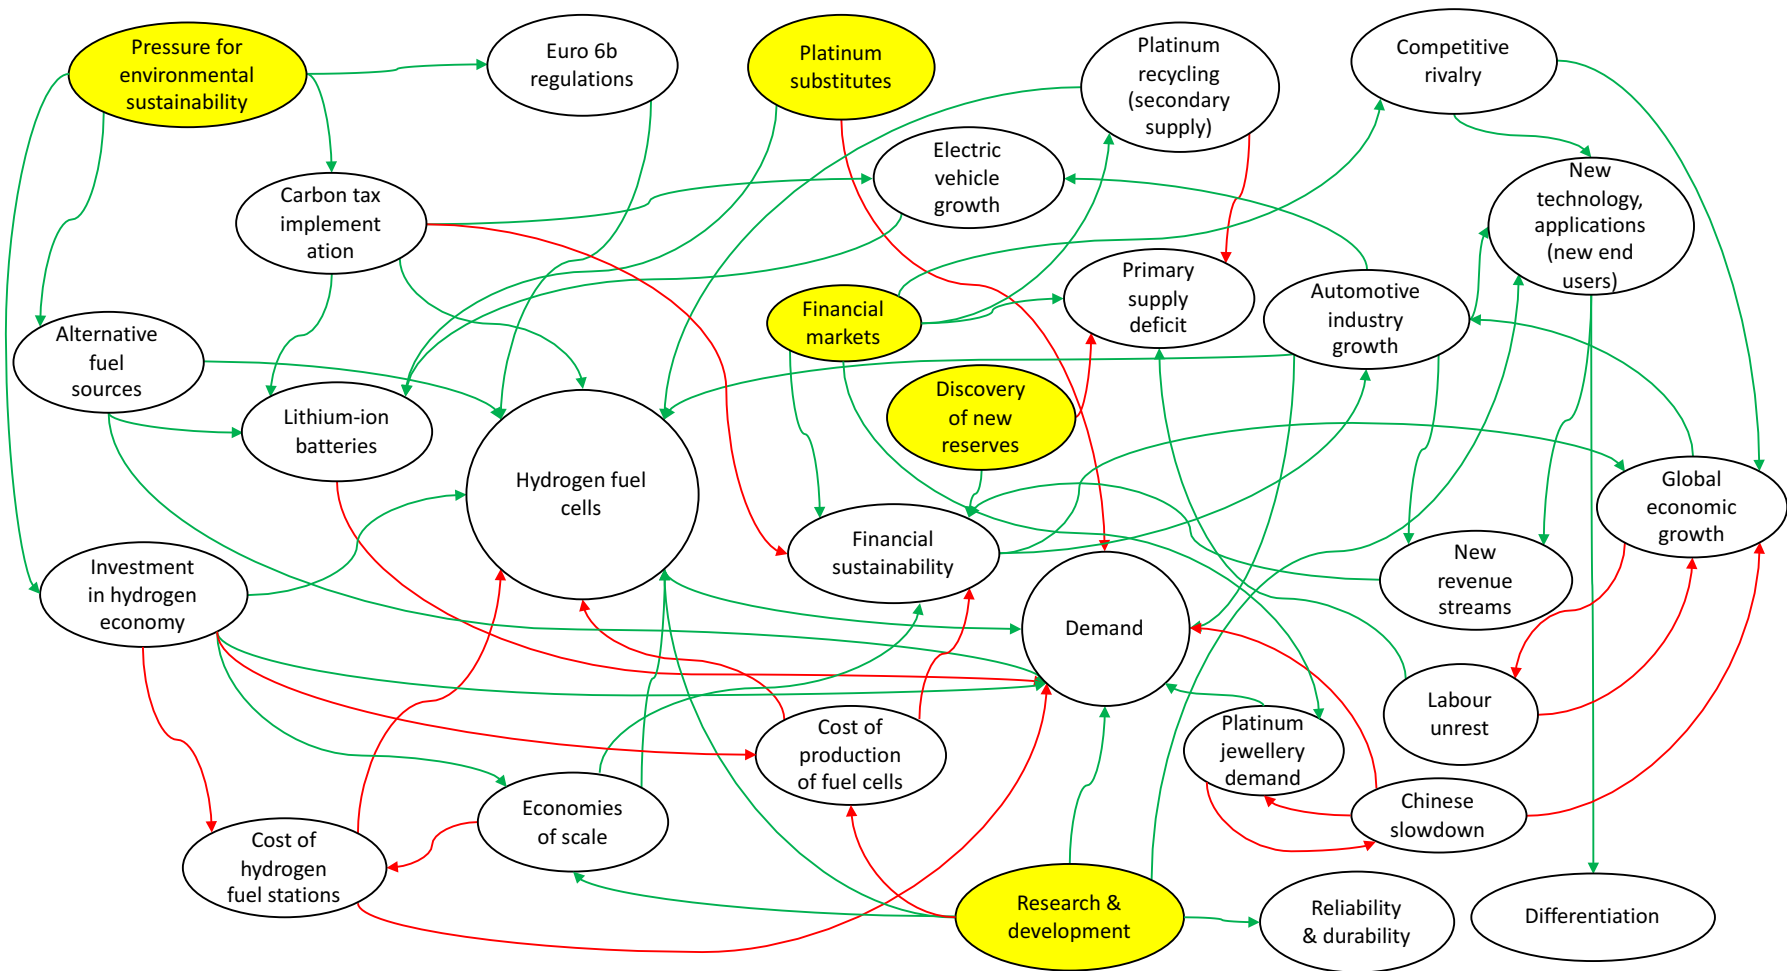 Pressure for
environmental
sustainability
Euro 6b
regulations
Platinum
substitutes
Platinum
recycling
(secondary
supply)
Competitive
rivalry
Carbon tax
implement
ation
Electric
vehicle
growth
New
technology,
applications
(new end
users)
Alternative
fuel
sources
Financial
markets
Primary
supply
deficit
Automotive
industry
growth
Lithium-ion
batteries
Discovery
of new
reserves
Hydrogen fuel
cells
Global
economic
growth
Financial
sustainability
New
revenue
streams
Investment
in hydrogen
economy
Demand
Labour
unrest
Cost of
production
of fuel cells
Platinum
jewellery
demand
Chinese
slowdown
Economies
of scale
Cost of
hydrogen
fuel stations
Research &
development
Reliability
& durability
Differentiation